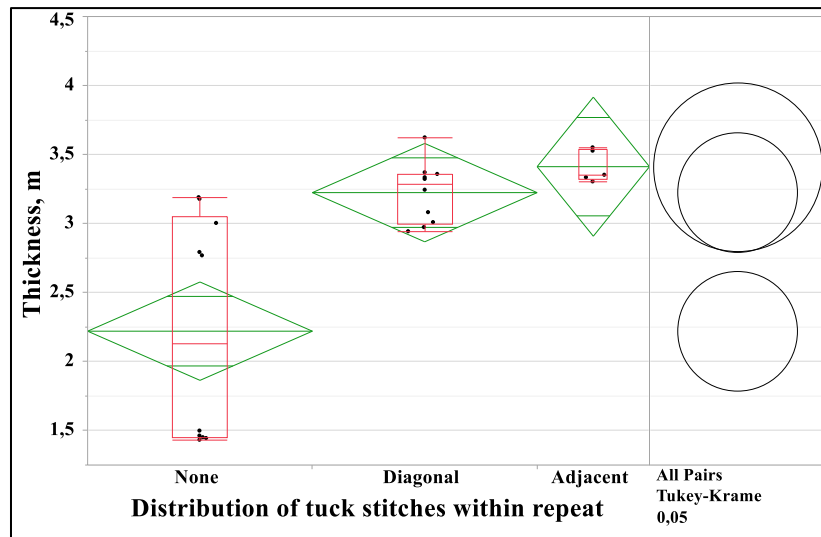 4,5
4
3,5
3
2,5
2
1,5
Thickness, m
None
Diagonal
Adjacent
All Pairs
Tukey-Krame
0,05
Distribution of tuck stitches within repeat